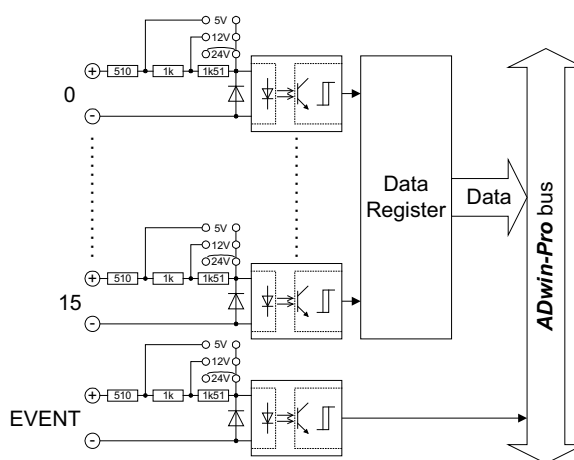 5V
12V
24V
+ 510 1k 1k51
0
-
Data Register
Data
ADwin-Pro bus
5V
12V
24V
+ 510 1k 1k51
15
-
5V
12V
24V
+ 510 1k 1k51
EVENT
-